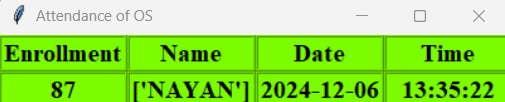 Attendance of OS
Enrollment Name Date Time
87 ['NAYAN'] 2024-12-06 13:35:22